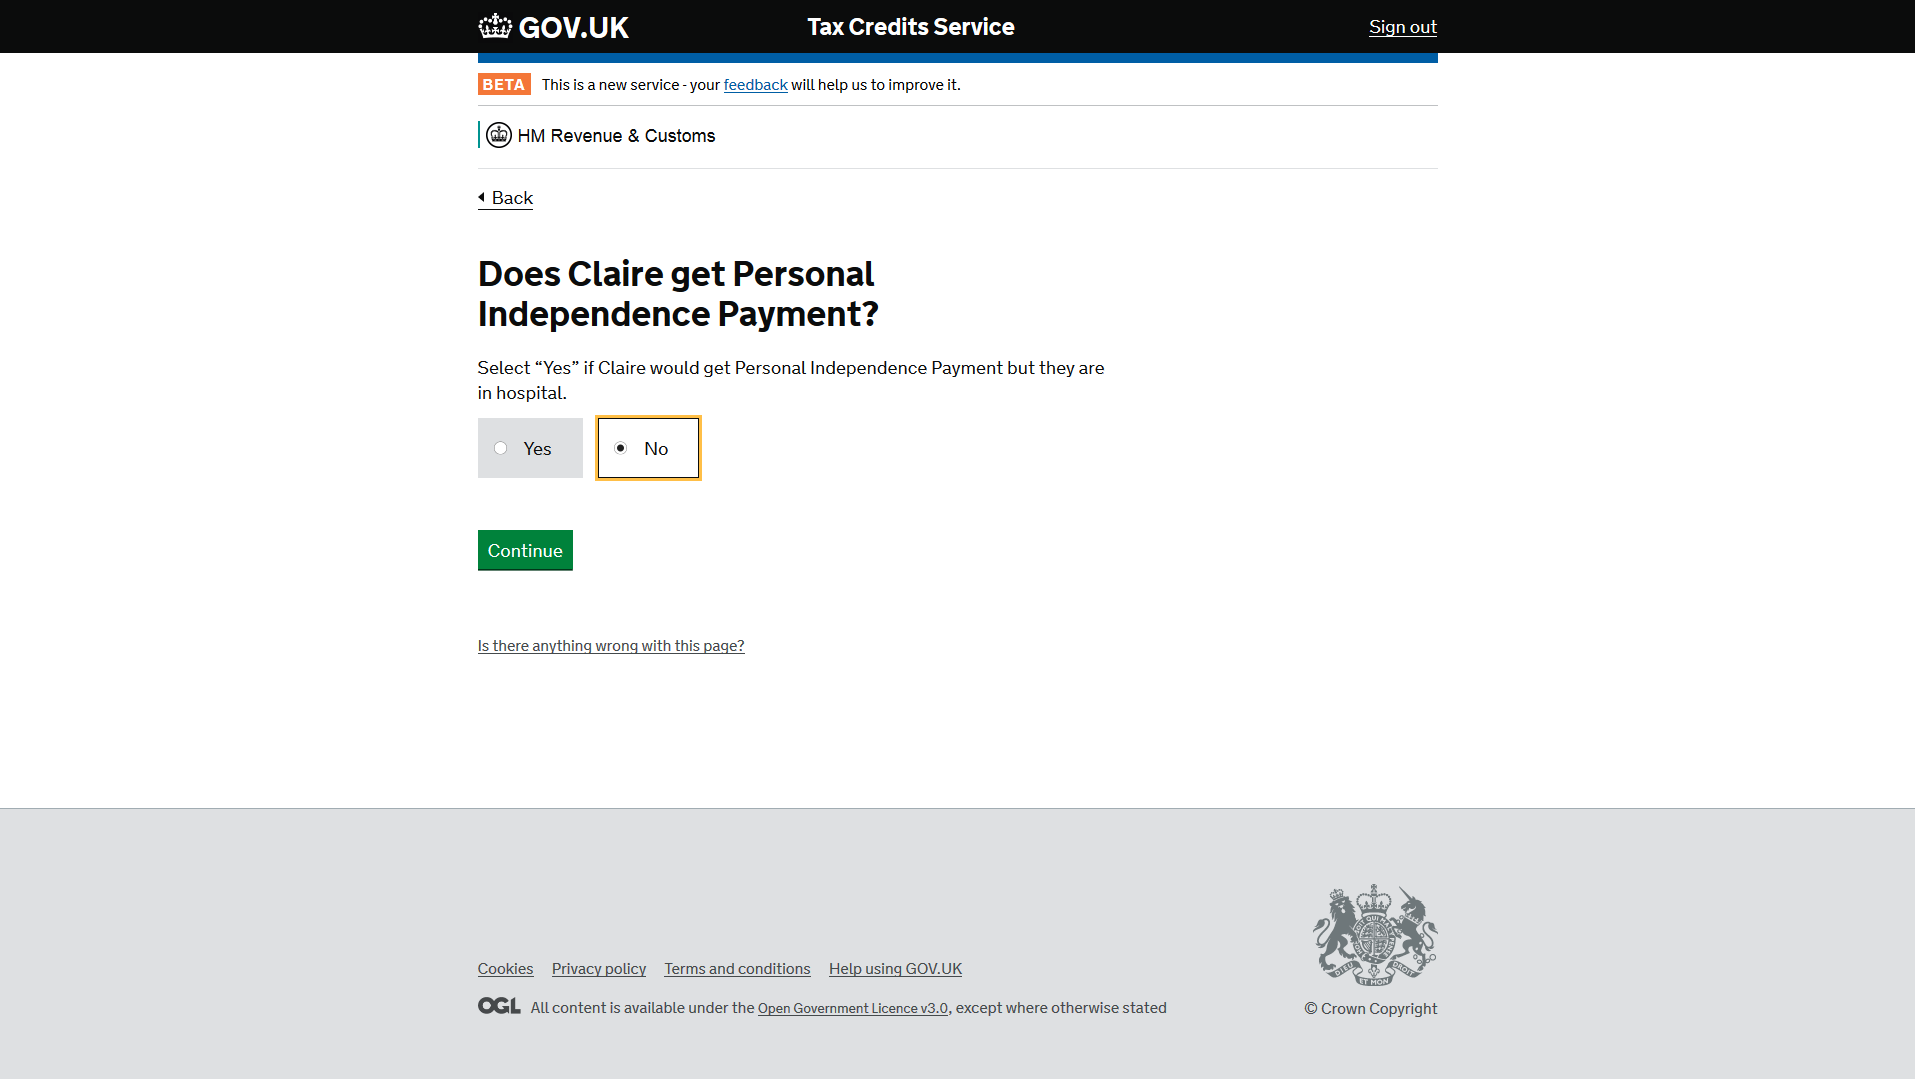 GOV.UK Tax Credits Service Sign out
BETA This is a new service - your feedback will help us to improve it.
HM Revenue & Customs
Back
Does Claire get Personal
Independence Payment?
Select “Yes” if Claire would get Personal Independence Payment but they are
in hospital.
Yes No
Continue
Is there anything wrong with this page?
Cookies Privacy policy Terms and conditions Help using GOV.UK
OGL All content is available under the Open Government Licence v3.0, except where otherwise stated
DIEU ET MON DROIT
© Crown Copyright